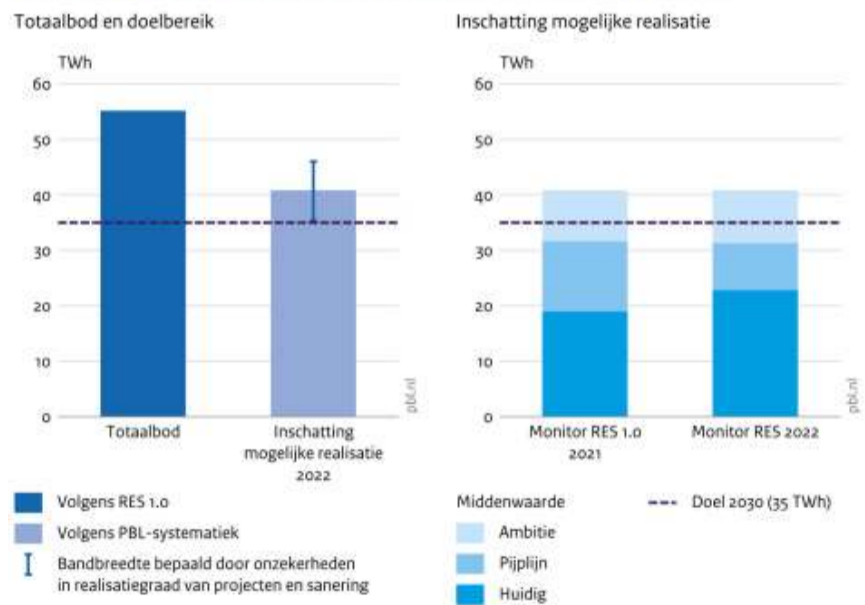 Totaalbod en doelbereik
TWh
60
50
40
30
20
10
0
Totaalbod
Inschatting
mogelijke realisatie
2022
pbl.nl
Volgens RES 1.0
Volgens PBL-systematiek
Bandbreedte bepaald door onzekerheden
in realisatiegraad van projecten en sanering
Inschatting mogelijke realisatie
TWh
60
50
40
30
20
10
0
Monitor RES 1.0
2021
Monitor RES 2022
pbl.nl
Middenwaarde
Ambitie
Pijplijn
Huidig
Doel 2030 (35 TWh)